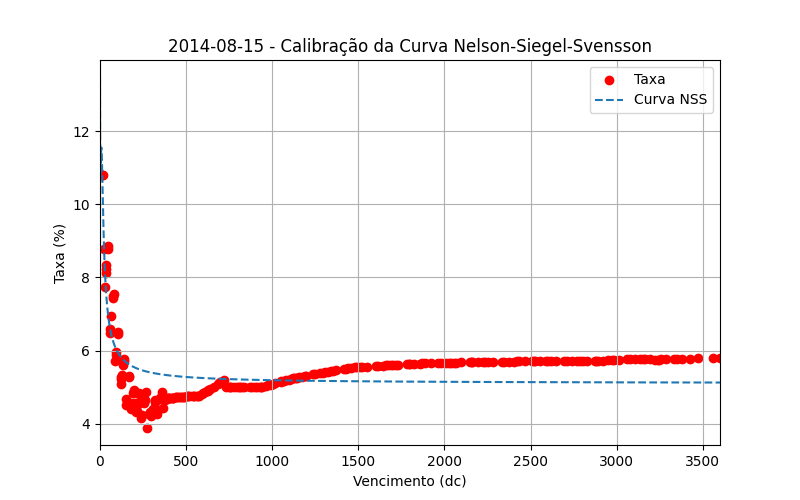 2014-08-15 - Calibração da Curva Nelson-Siegel-Svensson
Taxa
Curva NSS
Taxa (%)
12
10
8
6
4
0 500 1000 1500 2000 2500 3000 3500
Vencimento (dc)